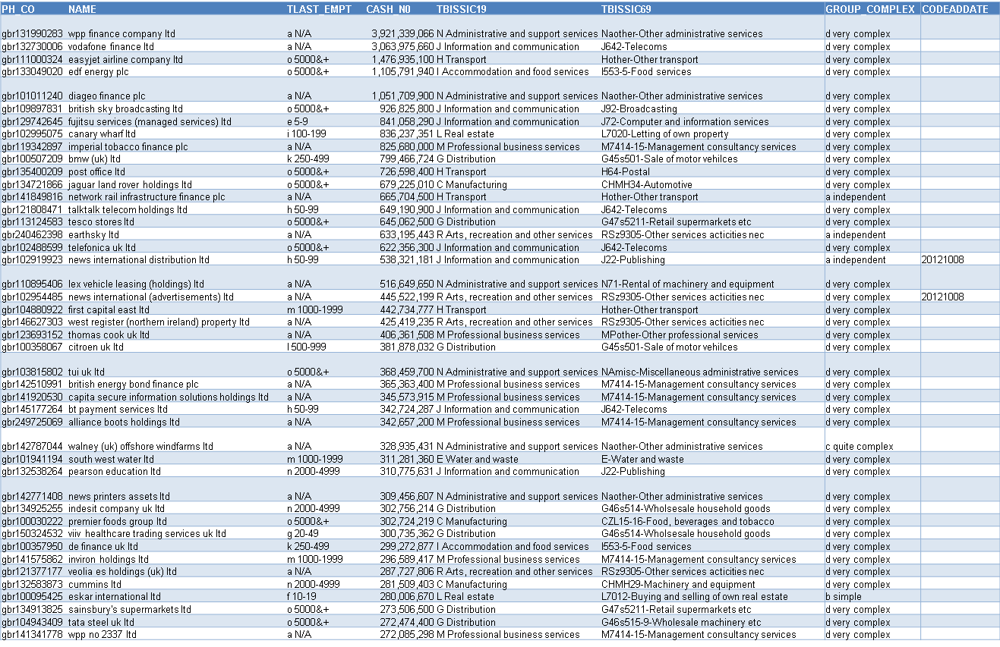 PH_CO NAME TLAST_EMPT CASH_N0 TBISSIC19 TBISSIC69 GROUP_COMPLEX CODEADDATE
gbr131990283 wpp finance company ltd a N/A 3,921,339,066 N Administrative and support services Naother-Other administrative services d very complex
gbr132730006 vodafone finance ltd a N/A 3,063,975,660 J Information and communication J642-Telecoms d very complex
gbr111000324 easyjet airline company ltd o 5000&+ 1,476,935,100 H Transport Hother-Other transport d very complex
gbr133049020 edf energy plc o 5000&+ 1,105,791,940 I Accommodation and food services I553-5-Food services d very complex
gbr101011240 diageo finance plc a N/A 1,051,709,900 N Administrative and support services Naother-Other administrative services d very complex
gbr109897831 british sky broadcasting ltd o 5000&+ 926,825,800 J Information and communication J92-Broadcasting d very complex
gbr129742645 fujitsu services (managed services) ltd e 5-9 841,058,290 J Information and communication J72-Computer and information services d very complex
gbr102995075 canary wharf ltd i 100-199 836,237,351 L Real estate L7020-Letting of own property d very complex
gbr119342897 imperial tobacco finance plc a N/A 825,680,000 M Professional business services M7414-15-Management consultancy services d very complex
gbr100507209 bmw (uk) ltd k 250-499 799,466,724 G Distribution G45s501-Sale of motor vehilces d very complex
gbr135400209 post office ltd o 5000&+ 726,598,400 H Transport H64-Postal d very complex
gbr134721866 jaguar land rover holdings ltd o 5000&+ 679,225,010 C Manufacturing CHMH34-Automotive d very complex
gbr141849816 network rail infrastructure finance plc a N/A 665,704,500 H Transport Hother-Other transport a independent
gbr121808471 talktalk telecom holdings ltd h 50-99 649,190,900 J Information and communication J642-Telecoms d very complex
gbr113124583 tesco stores ltd o 5000&+ 645,062,500 G Distribution G47s5211-Retail supermarkets etc d very complex
gbr240462398 earthsky ltd a N/A 633,195,443 R Arts, recreation and other services RSz9305-Other services acticities nec a independent
gbr102488599 telefonica uk ltd o 5000&+ 622,356,300 J Information and communication J642-Telecoms d very complex
gbr102919923 news international distribution ltd h 50-99 538,321,181 J Information and communication J22-Publishing a independent 20121008
gbr110895406 lex vehicle leasing (holdings) ltd a N/A 516,649,650 N Administrative and support services N71-Rental of machinery and equipment d very complex
gbr102954485 news international (advertisements) ltd a N/A 445,522,199 R Arts, recreation and other services RSz9305-Other services acticities nec d very complex 20121008
gbr104880922 first capital east ltd m 1000-1999 442,734,777 H Transport Hother-Other transport d very complex
gbr146627303 west register (northern ireland) property ltd a N/A 425,419,235 R Arts, recreation and other services RSz9305-Other services acticities nec d very complex
gbr123693152 thomas cook uk ltd a N/A 406,361,508 M Professional business services MPother-Other professional services d very complex
gbr100358067 citroen uk ltd l 500-999 381,878,032 G Distribution G45s501-Sale of motor vehilces d very complex
gbr103815802 tui uk ltd o 5000&+ 368,459,700 N Administrative and support services NAmisc-Miscellaneous administrative services d very complex
gbr142510991 british energy bond finance plc a N/A 365,363,400 M Professional business services M7414-15-Management consultancy services d very complex
gbr141920530 capita secure information solutions holdings ltd a N/A 345,573,915 M Professional business services M7414-15-Management consultancy services d very complex
gbr145177264 bt payment services ltd h 50-99 342,724,287 J Information and communication J642-Telecoms d very complex
gbr249725069 alliance boots holdings ltd a N/A 342,657,200 M Professional business services M7414-15-Management consultancy services d very complex
gbr142787044 walney (uk) offshore windfarms ltd a N/A 328,935,431 N Administrative and support services Naother-Other administrative services c quite complex
gbr101941194 south west water ltd m 1000-1999 311,281,360 E Water and waste E-Water and waste d very complex
gbr132538264 pearson education ltd n 2000-4999 310,775,631 J Information and communication J22-Publishing d very complex
gbr142771408 news printers assets ltd a N/A 309,456,607 N Administrative and support services Naother-Other administrative services d very complex
gbr134925255 indesit company uk ltd n 2000-4999 302,756,214 G Distribution G46s514-Wholsesale household goods d very complex
gbr100030222 premier foods group ltd o 5000&+ 302,724,219 C Manufacturing CZL15-16-Food, beverages and tobacco d very complex
gbr150324532 viiv healthcare trading services uk ltd g 20-49 300,735,362 G Distribution G46s514-Wholsesale household goods d very complex
gbr100357950 de finance uk ltd k 250-499 299,272,877 I Accommodation and food services I553-5-Food services d very complex
gbr141575862 inviron holdings ltd m 1000-1999 296,589,417 M Professional business services M7414-15-Management consultancy services d very complex
gbr121377177 veolia es holdings (uk) ltd a N/A 287,727,806 R Arts, recreation and other services RSz9305-Other services acticities nec d very complex
gbr132583873 cummins ltd n 2000-4999 281,509,403 C Manufacturing CHMH29-Machinery and equipment d very complex
gbr100095425 eskar international ltd f 10-19 280,006,670 L Real estate L7012-Buying and selling of own real estate b simple
gbr134913825 sainsbury's supermarkets ltd o 5000&+ 273,506,500 G Distribution G47s5211-Retail supermarkets etc d very complex
gbr104943409 tata steel uk ltd o 5000&+ 272,474,400 G Distribution G46s515-9-Wholesale machinery etc d very complex
gbr141341778 wpp no 2337 ltd a N/A 272,085,298 M Professional business services M7414-15-Management consultancy services d very complex